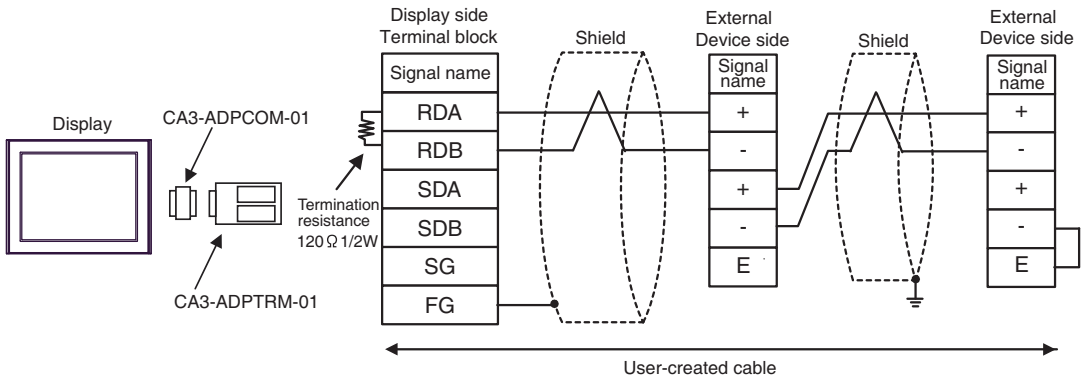 Display
CA3-ADPCOM-01
CA3-ADPTRM-01
Termination
resistance
120Ω 1/2W
Display side
Terminal block
Signal name
RDA
RDB
SDA
SDB
SG
FG
Shield
External
Device side
Signal
name
+
-
+
-
E
Shield
External
Device side
Signal
name
+
-
+
-
E
User-created cable